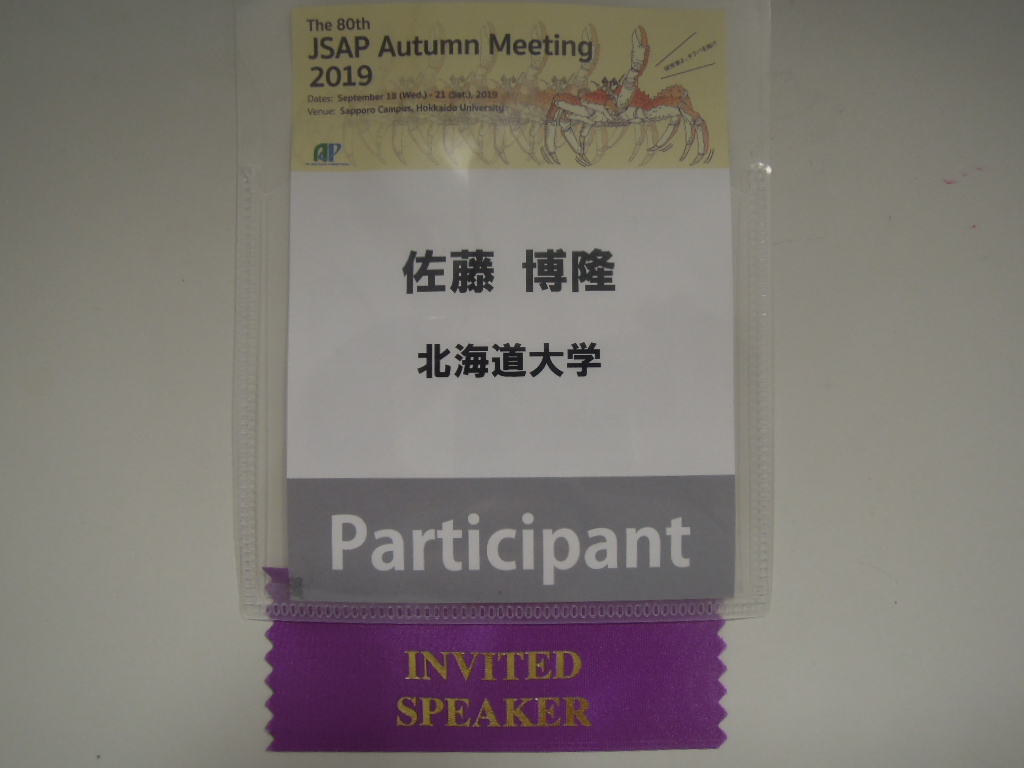 The 80th
JSAP Autumn Meeting
2019
Dates: September 18 (Wed.) - 21 (Sat.), 2019
Venue: Sapporo Campus, Hokkaido University
佐藤 博隆
北海道大学
Participant
INVITED
SPEAKER